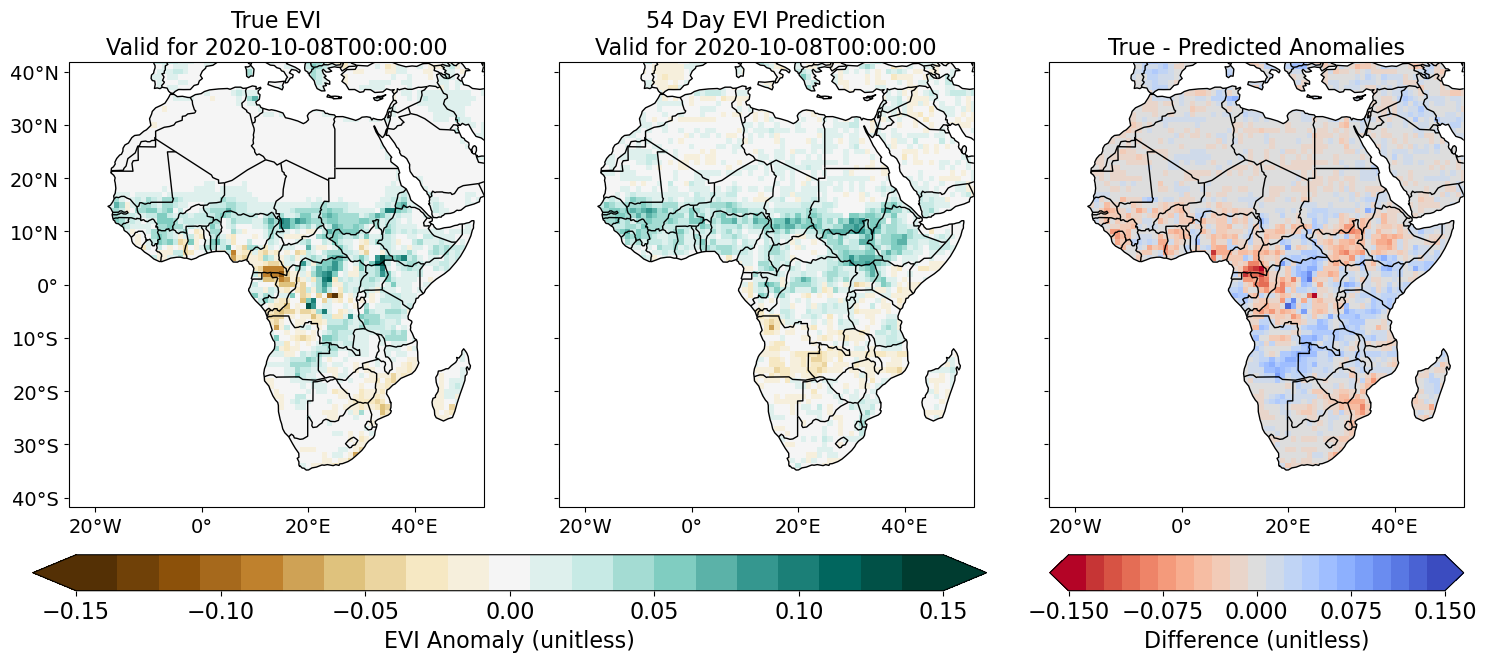 True EVI
Valid for 2020-10-08T00:00:00
54 Day EVI Prediction
Valid for 2020-10-08T00:00:00
True - Predicted Anomalies
40°N
30°N
20°N
10°N
0°
10°S
20°S
30°S
40°S
20°W 0° 20°E 40°E
20°W 0° 20°E 40°E
20°W 0° 20°E 40°E
−0.15 −0.10 −0.05 0.00 0.05 0.10 0.15
EVI Anomaly (unitless)
−0.150 −0.075 0.000 0.075 0.150
Difference (unitless)